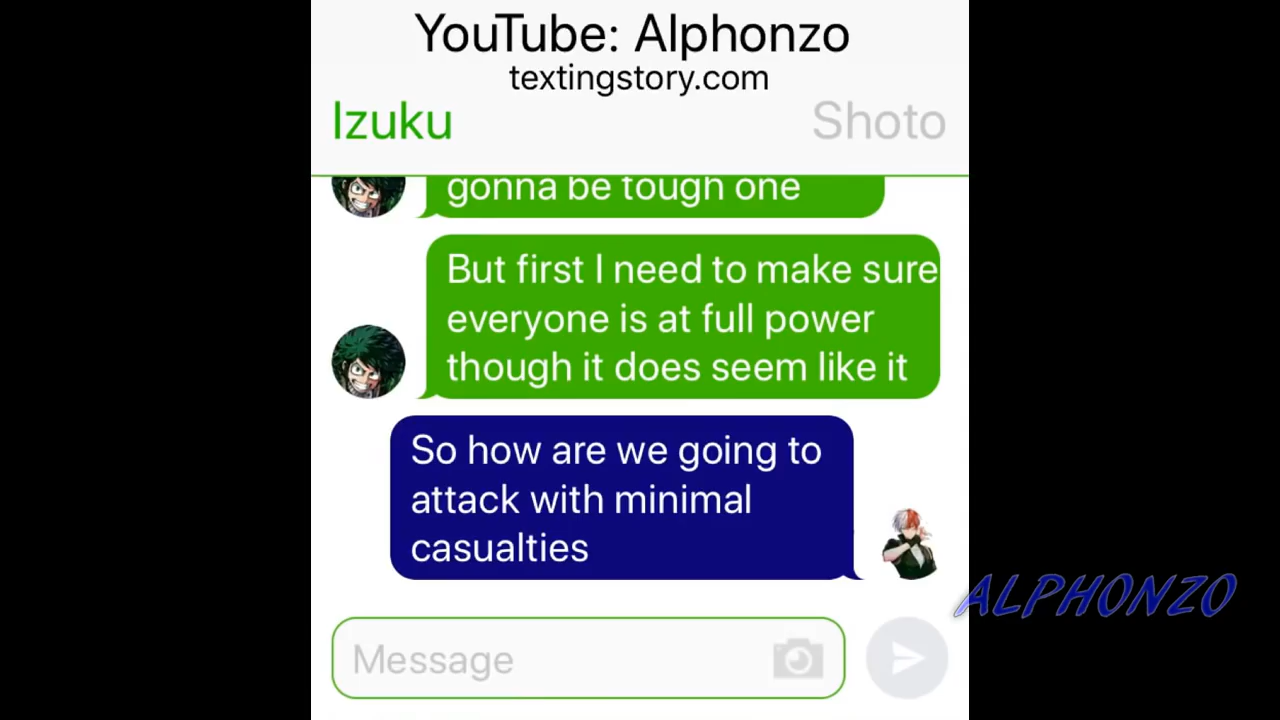 YouTube: Alphonzo
textingstory.com
Izuku
Shoto
gonna be tough one
But first I need to make sure
everyone is at full power
though it does seem like it
So how are we going to
attack with minimal
casualties
ALPHONZO
Message